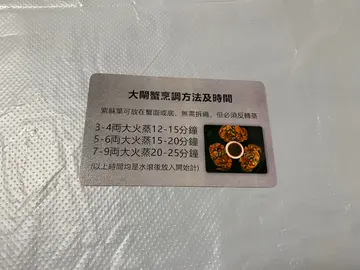 大閘蟹烹調方法及時間
紫蘇葉可放在蟹面或底、無需拆繩，但必須反轉蒸
3-4両大火蒸12-15分鐘
5-6両大火蒸15-20分鐘
7-9両大火蒸20-25分鐘
(以上時間均是水滾後放入開始計)